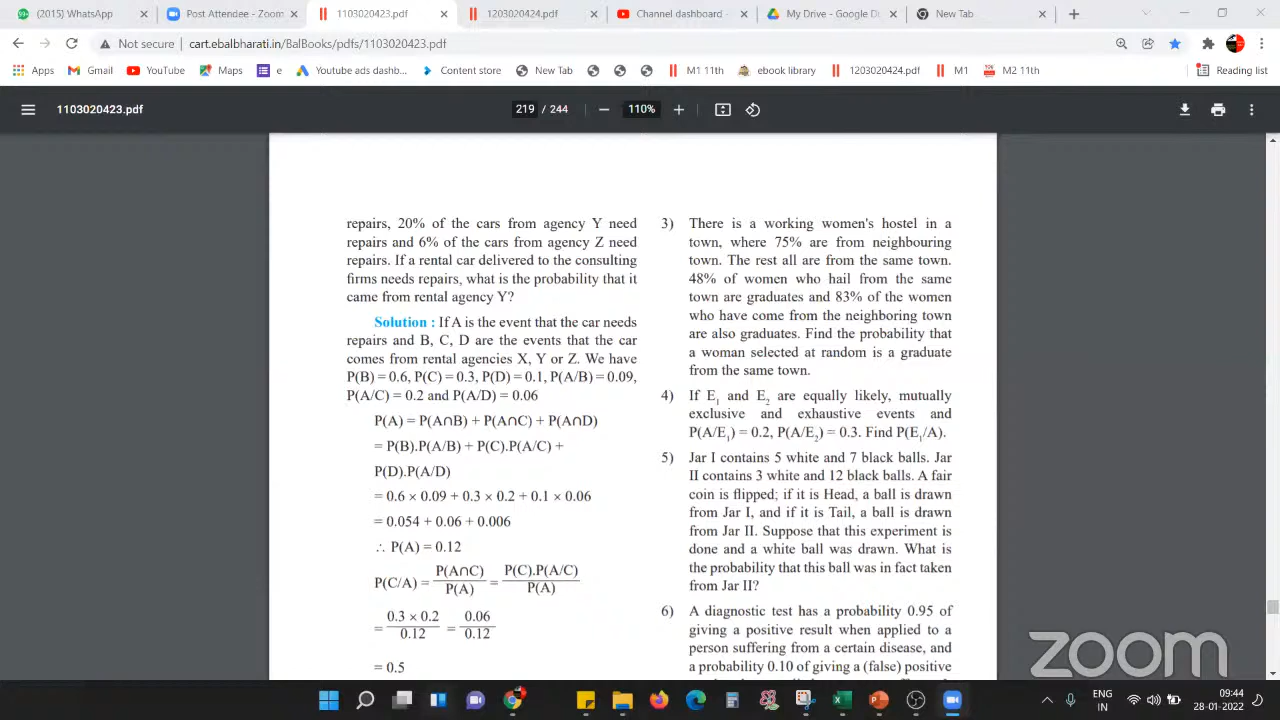 (2015) WhatsApp
Post Attendee - Zoom
1103020423.pdf
1203020424.pdf
Channel dashboard -
My Drive - Google D
New Tab
Not secure | cart.ebalbharati.in/BalBooks/pdfs/1103020423.pdf
Apps
Gmail
YouTube
Maps
e
Youtube ads dashb...
Content store
New Tab
M1 11th
ebook library
1203020424.pdf
M1
M2 11th
Reading list
1103020423.pdf
219 / 244
110%
repairs, 20% of the cars from agency Y need
repairs and 6% of the cars from agency Z need
repairs. If a rental car delivered to the consulting
firms needs repairs, what is the probability that it
came from rental agency Y?
Solution : If A is the event that the car needs
repairs and B, C, D are the events that the car
comes from rental agencies X, Y or Z. We have
P(B) = 0.6, P(C) = 0.3, P(D) = 0.1, P(A/B) = 0.09,
P(A/C) = 0.2 and P(A/D) = 0.06
P(A) = P(A∩B) + P(A∩C) + P(A∩D)
= P(B).P(A/B) + P(C).P(A/C) +
P(D).P(A/D)
= 0.6 × 0.09 + 0.3 × 0.2 + 0.1 × 0.06
= 0.054 + 0.06 + 0.006
∴ P(A) = 0.12
P(C/A) = P(A∩C)/P(A) = P(C).P(A/C)/P(A)
= 0.3 × 0.2/0.12 = 0.06/0.12
= 0.5
3) There is a working women's hostel in a
town, where 75% are from neighbouring
town. The rest all are from the same town.
48% of women who hail from the same
town are graduates and 83% of the women
who have come from the neighboring town
are also graduates. Find the probability that
a woman selected at random is a graduate
from the same town.
4) If E₁ and E₂ are equally likely, mutually
exclusive and exhaustive events and
P(A/E₁) = 0.2, P(A/E₂) = 0.3. Find P(E₁/A).
5) Jar I contains 5 white and 7 black balls. Jar
II contains 3 white and 12 black balls. A fair
coin is flipped; if it is Head, a ball is drawn
from Jar I, and if it is Tail, a ball is drawn
from Jar II. Suppose that this experiment is
done and a white ball was drawn. What is
the probability that this ball was in fact taken
from Jar II?
6) A diagnostic test has a probability 0.95 of
giving a positive result when applied to a
person suffering from a certain disease, and
a probability 0.10 of giving a (false) positive
zoom
ENG
IN
09:44
28-01-2022